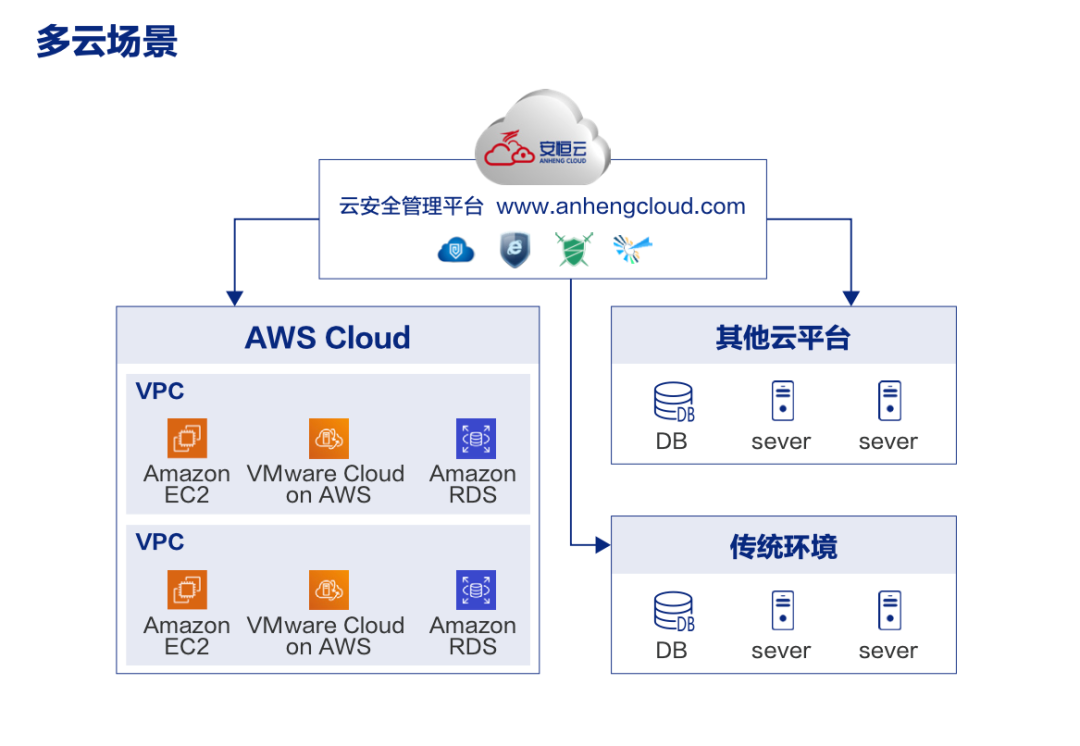 多云场景
安恒云
ANHENG CLOUD
云安全管理平台 www.anhengcloud.com
AWS Cloud
VPC
Amazon
EC2
VMware Cloud
on AWS
Amazon
RDS
VPC
Amazon
EC2
VMware Cloud
on AWS
Amazon
RDS
其他云平台
DB
DB
sever
sever
传统环境
DB
DB
sever
sever